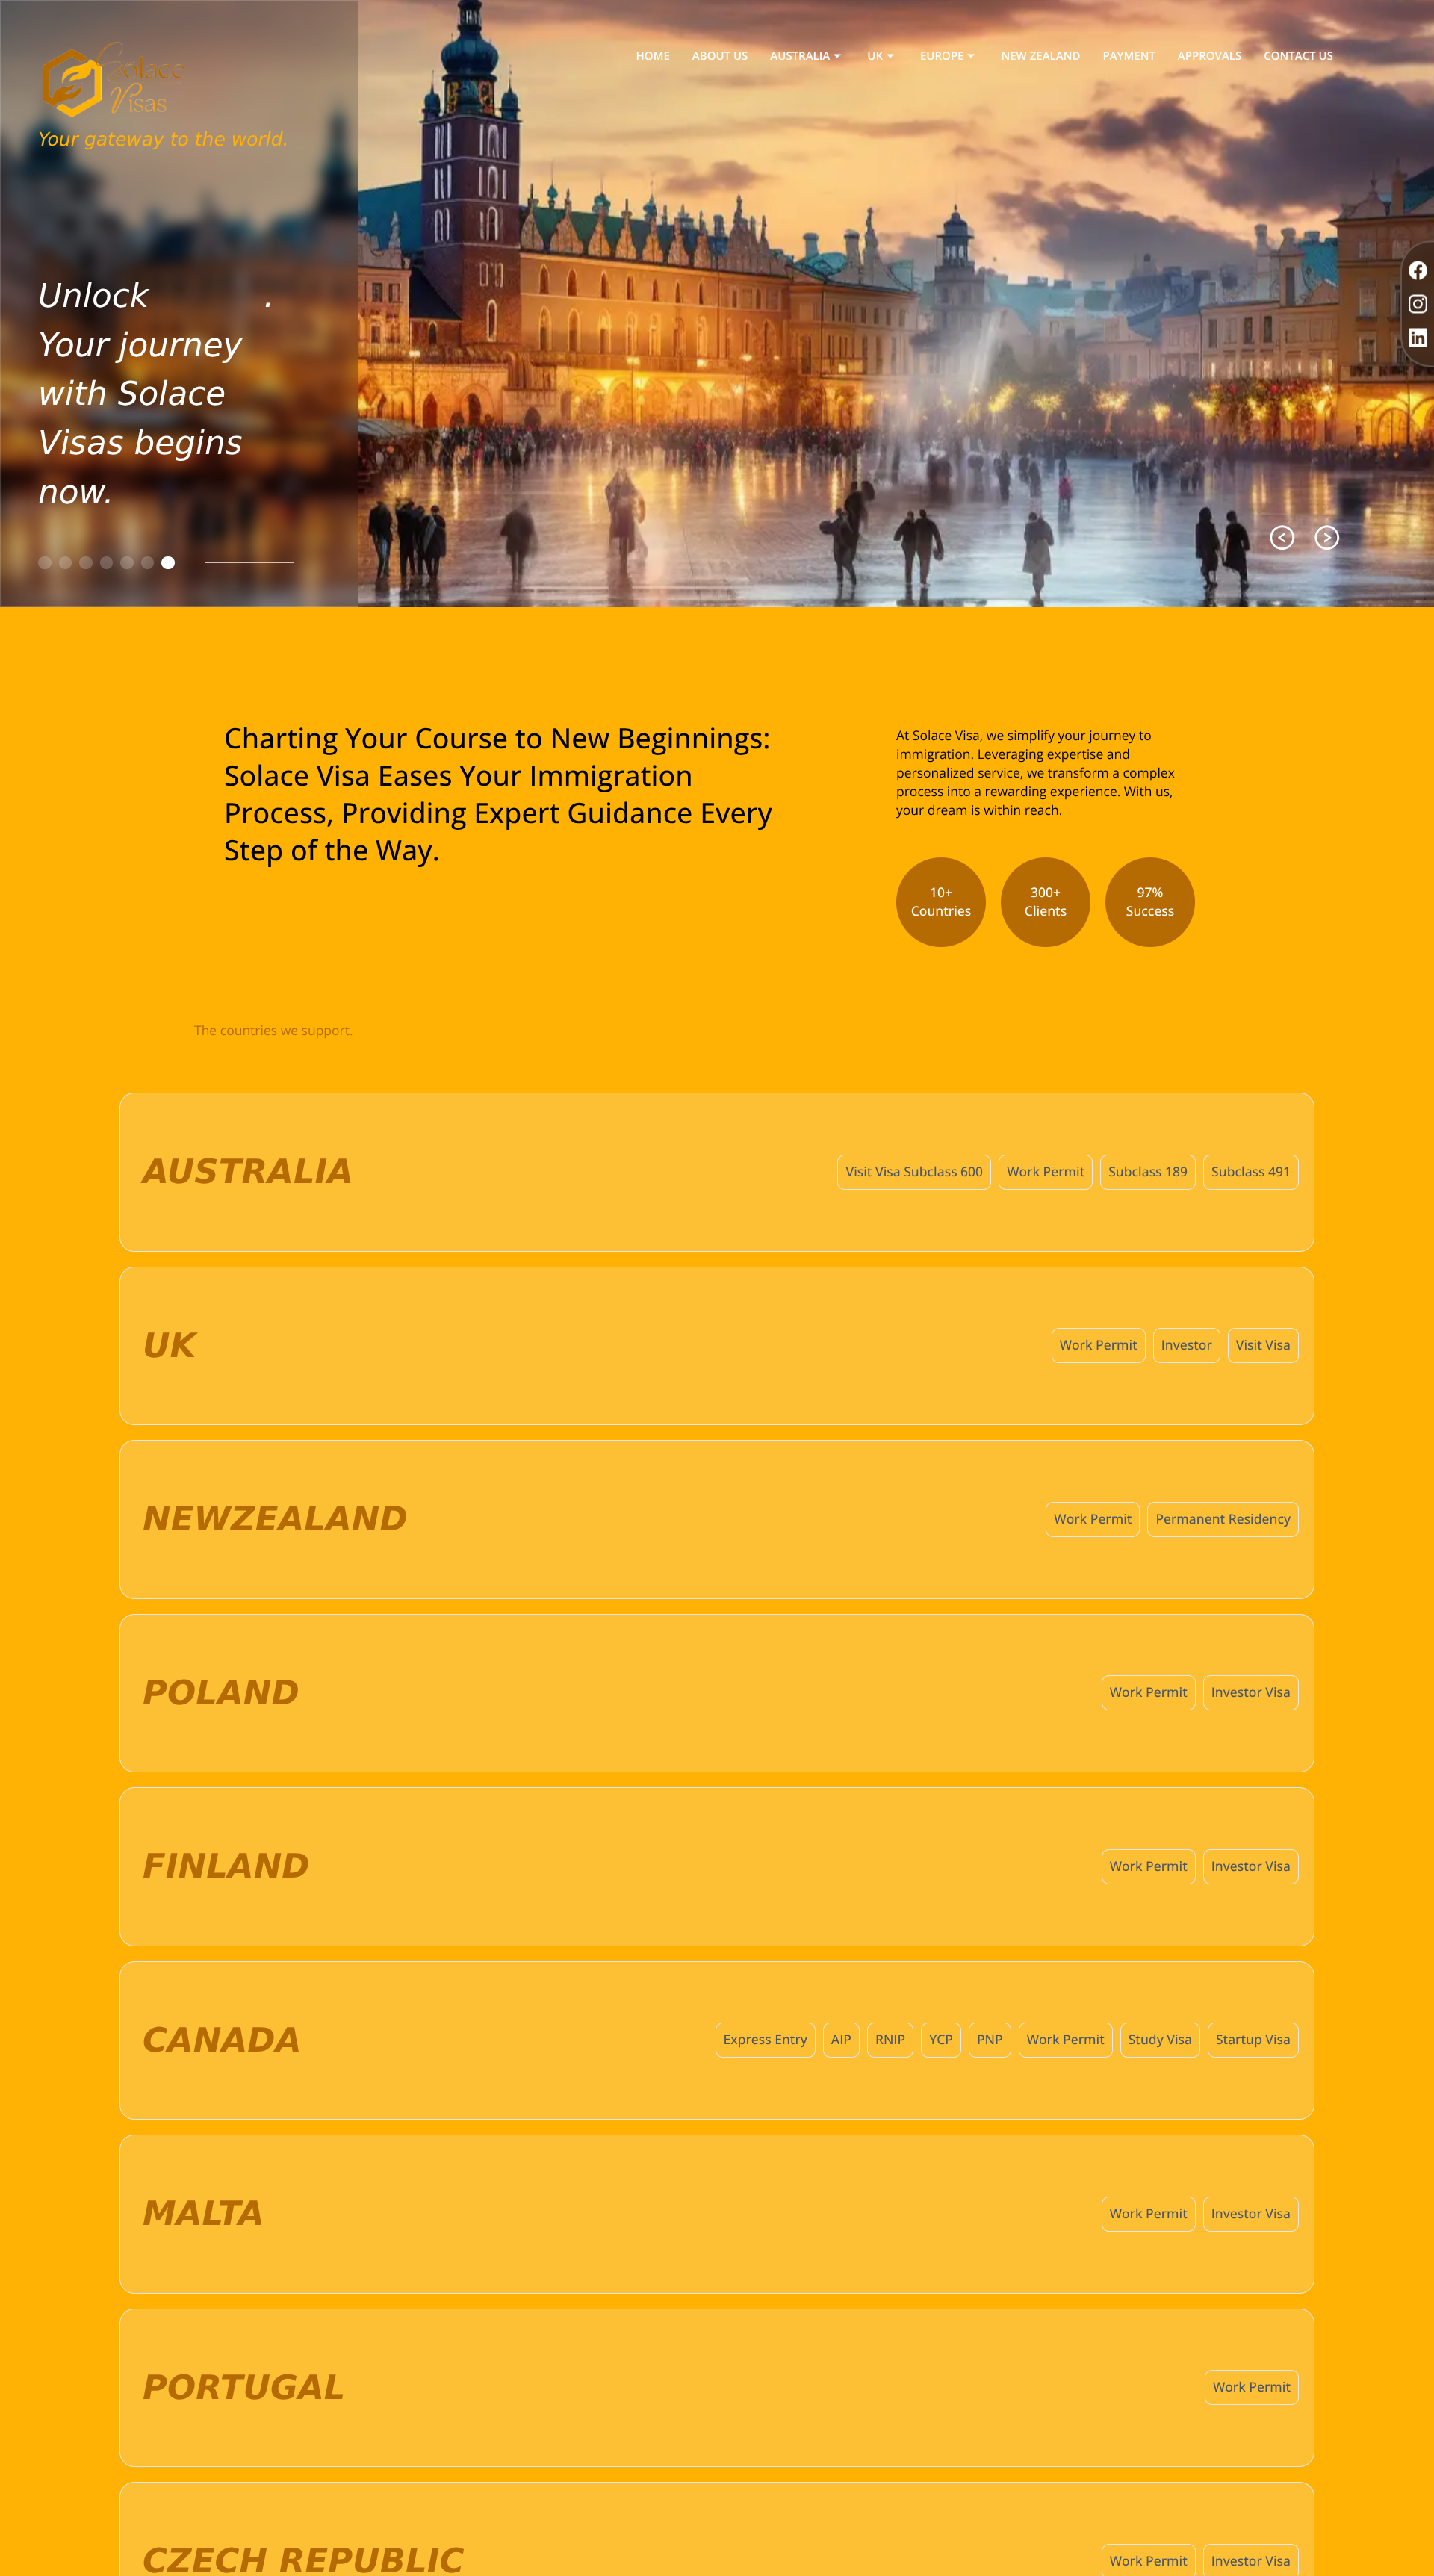 Solace
Visas
Your gateway to the world.
HOME ABOUT US AUSTRALIA UK EUROPE NEW ZEALAND PAYMENT APPROVALS CONTACT US
Unlock .
Your journey
with Solace
Visas begins
now.
Charting Your Course to New Beginnings:
Solace Visa Eases Your Immigration
Process, Providing Expert Guidance Every
Step of the Way.
At Solace Visa, we simplify your journey to
immigration. Leveraging expertise and
personalized service, we transform a complex
process into a rewarding experience. With us,
your dream is within reach.
10+
Countries
300+
Clients
97%
Success
The countries we support.
AUSTRALIA
Visit Visa Subclass 600 Work Permit Subclass 189 Subclass 491
UK
Work Permit Investor Visit Visa
NEWZEALAND
Work Permit Permanent Residency
POLAND
Work Permit Investor Visa
FINLAND
Work Permit Investor Visa
CANADA
Express Entry AIP RNIP YCP PNP Work Permit Study Visa Startup Visa
MALTA
Work Permit Investor Visa
PORTUGAL
Work Permit
CZECH REPUBLIC
Work Permit Investor Visa